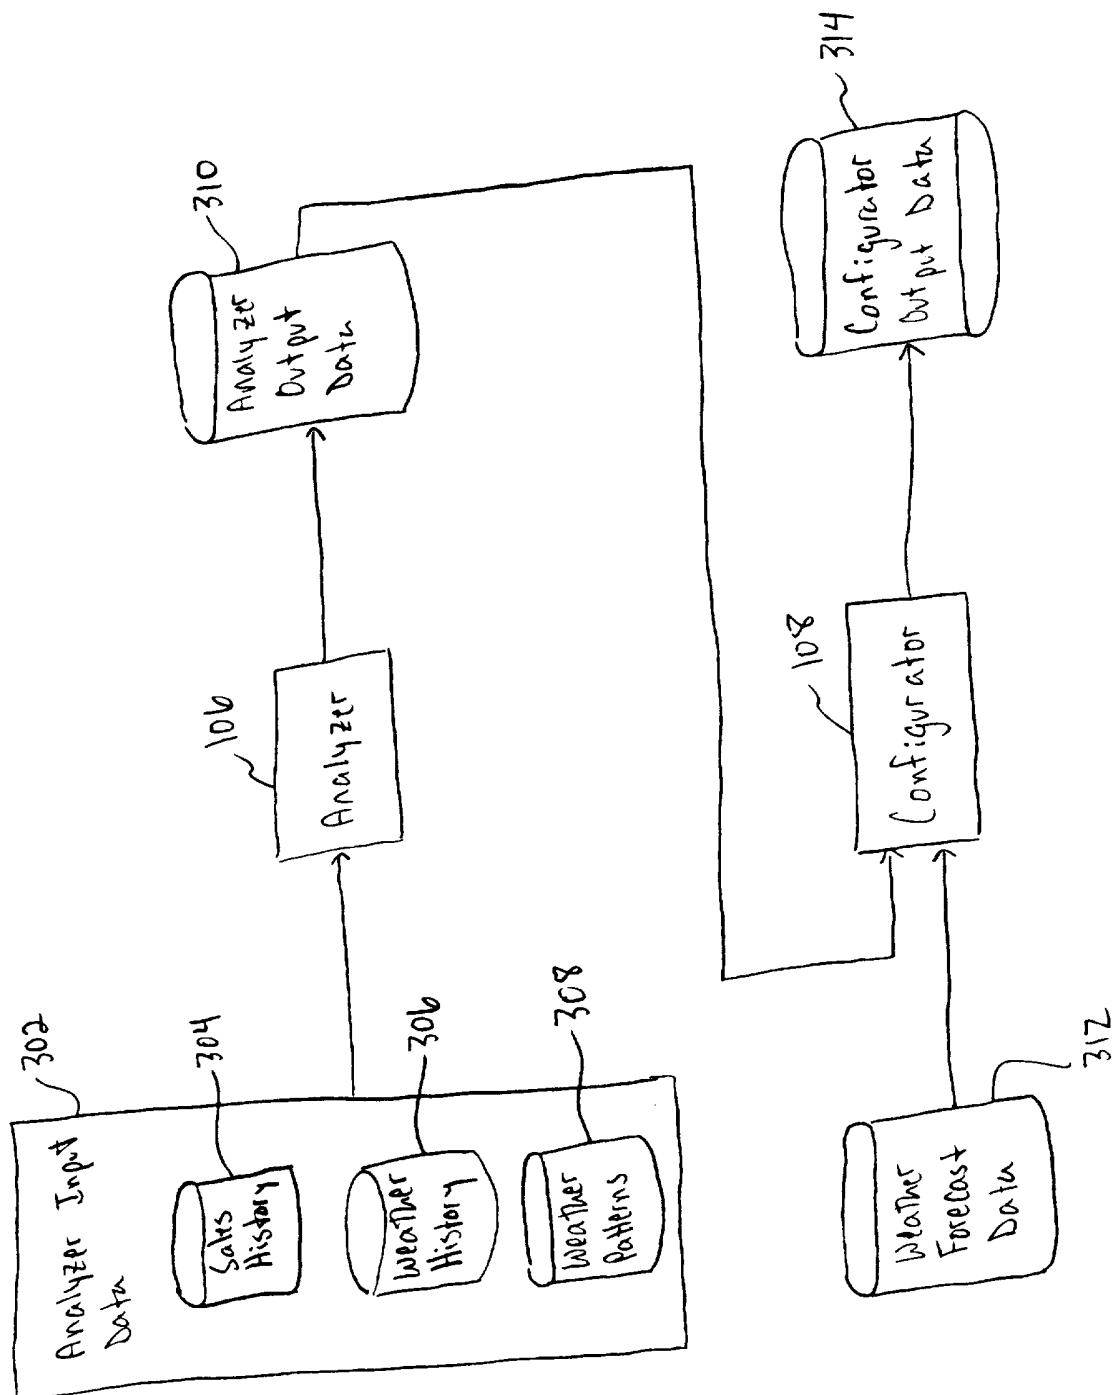 302
Analyzer Input
Data
304
Sales
History
306
Weather
History
308
Weather
Patterns
106
Analyzer
310
Analyzer
Output
Data
312
Weather
Forecast
Data
108
Configurator
314
Configurator
Output Data